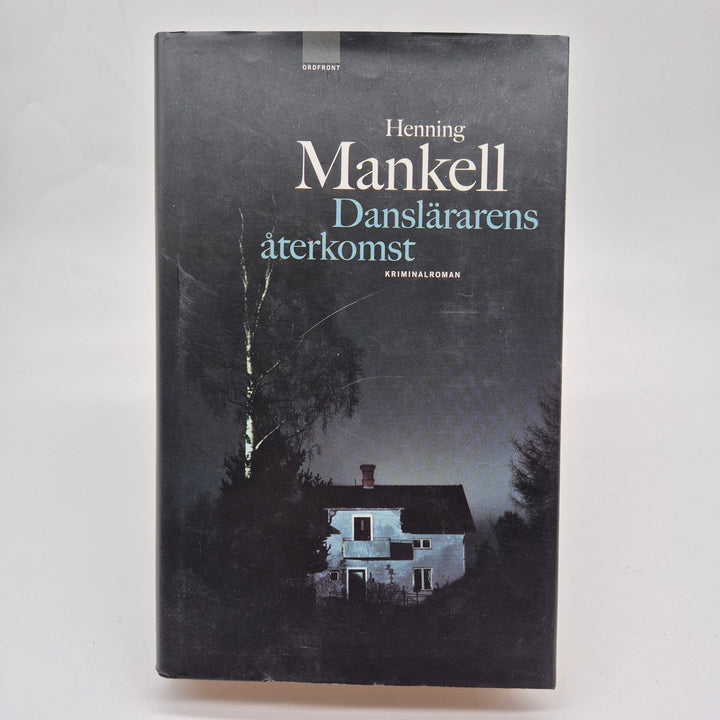 ORDFRONT
Henning
Mankell
Danslärarens
återkomst
KRIMINALROMAN